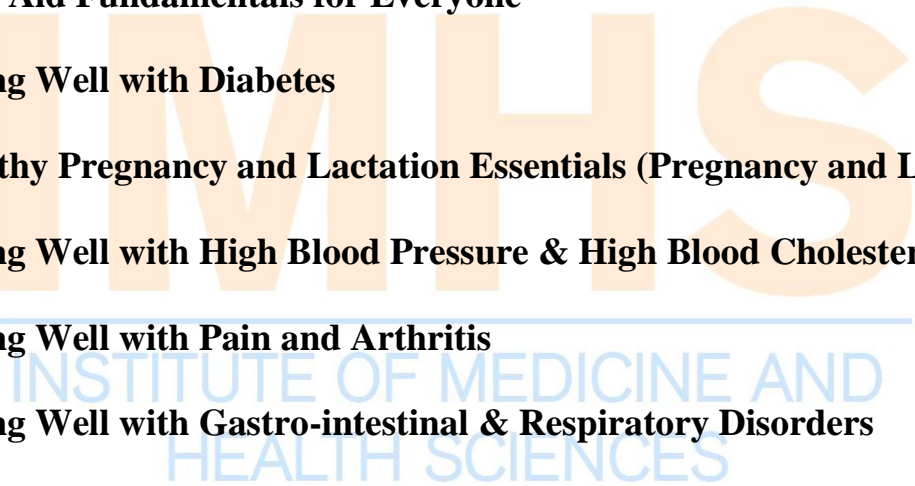 Aid Fundamentals for Everyone
ng Well with Diabetes
thy Pregnancy and Lactation Essentials (Pregnancy and L
ng Well with High Blood Pressure & High Blood Cholester
ng Well with Pain and Arthritis
INSTITUTE OF MEDICINE AND
ng Well with Gastro-intestinal & Respiratory Disorders
HEALTH SCIENCES
IMHS